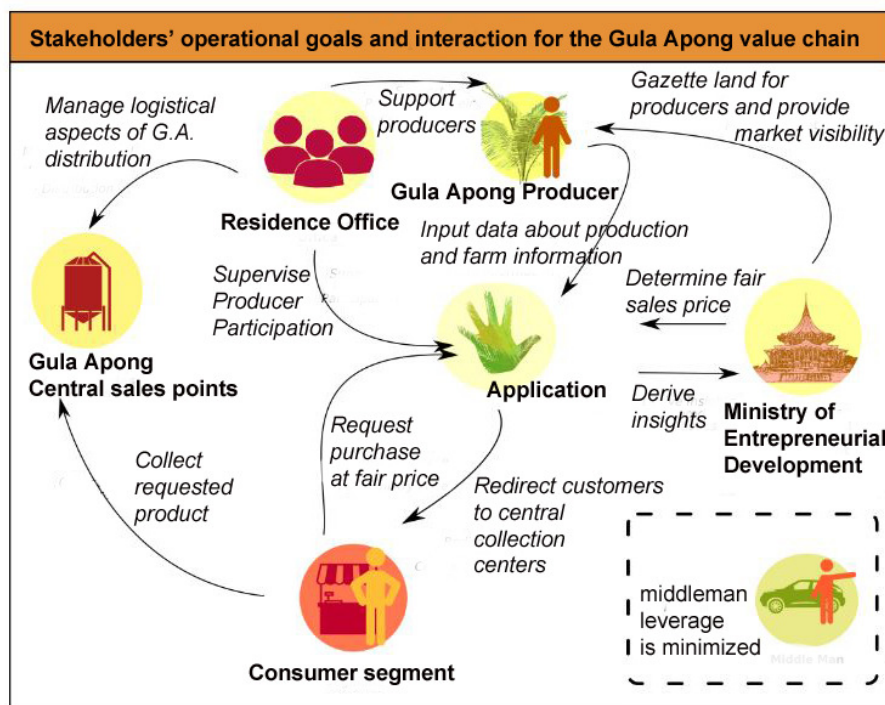 Stakeholders' operational goals and interaction for the Gula Apong value chain
Manage logistical
aspects of G.A.
distribution
Support
producers
Gazette land for
producers and provide
market visibility
Residence Office
Gula Apong Producer
Input data about production
and farm information
Supervise
Producer
Participation
Determine fair
sales price
Gula Apong
Central sales points
Application
Derive
insights
Ministry of
Entrepreneurial
Development
Request
purchase
at fair price
Collect
requested
product
Redirect customers
to central
collection
centers
middleman
leverage
is minimized
Middle Man
Consumer segment